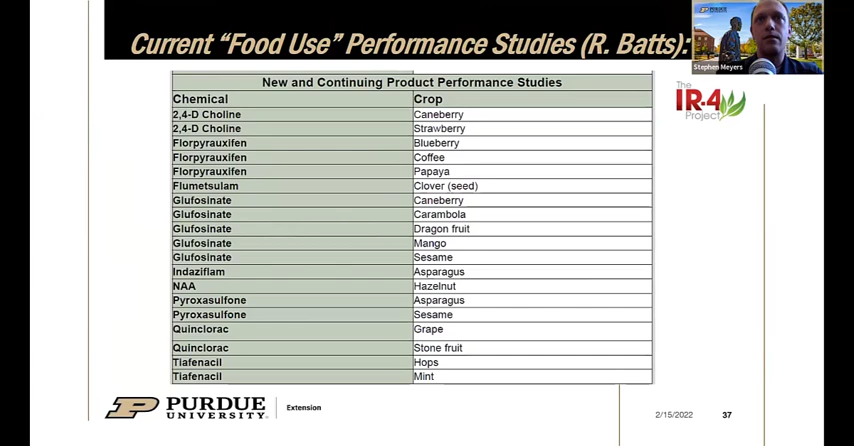 Current “Food Use” Performance Studies (R. Batts):
PURDUE
UNIVERSITY
Stephen Meyers
The
IR-4
Project
New and Continuing Product Performance Studies
Chemical Crop
2,4-D Choline Caneberry
2,4-D Choline Strawberry
Florpyrauxifen Blueberry
Florpyrauxifen Coffee
Florpyrauxifen Papaya
Flumetsulam Clover (seed)
Glufosinate Caneberry
Glufosinate Carambola
Glufosinate Dragon fruit
Glufosinate Mango
Glufosinate Sesame
Indaziflam Asparagus
NAA Hazelnut
Pyroxasulfone Asparagus
Pyroxasulfone Sesame
Quinclorac Grape
Quinclorac Stone fruit
Tiafenacil Hops
Tiafenacil Mint
P PURDUE
UNIVERSITY®
Extension
2/15/2022 37